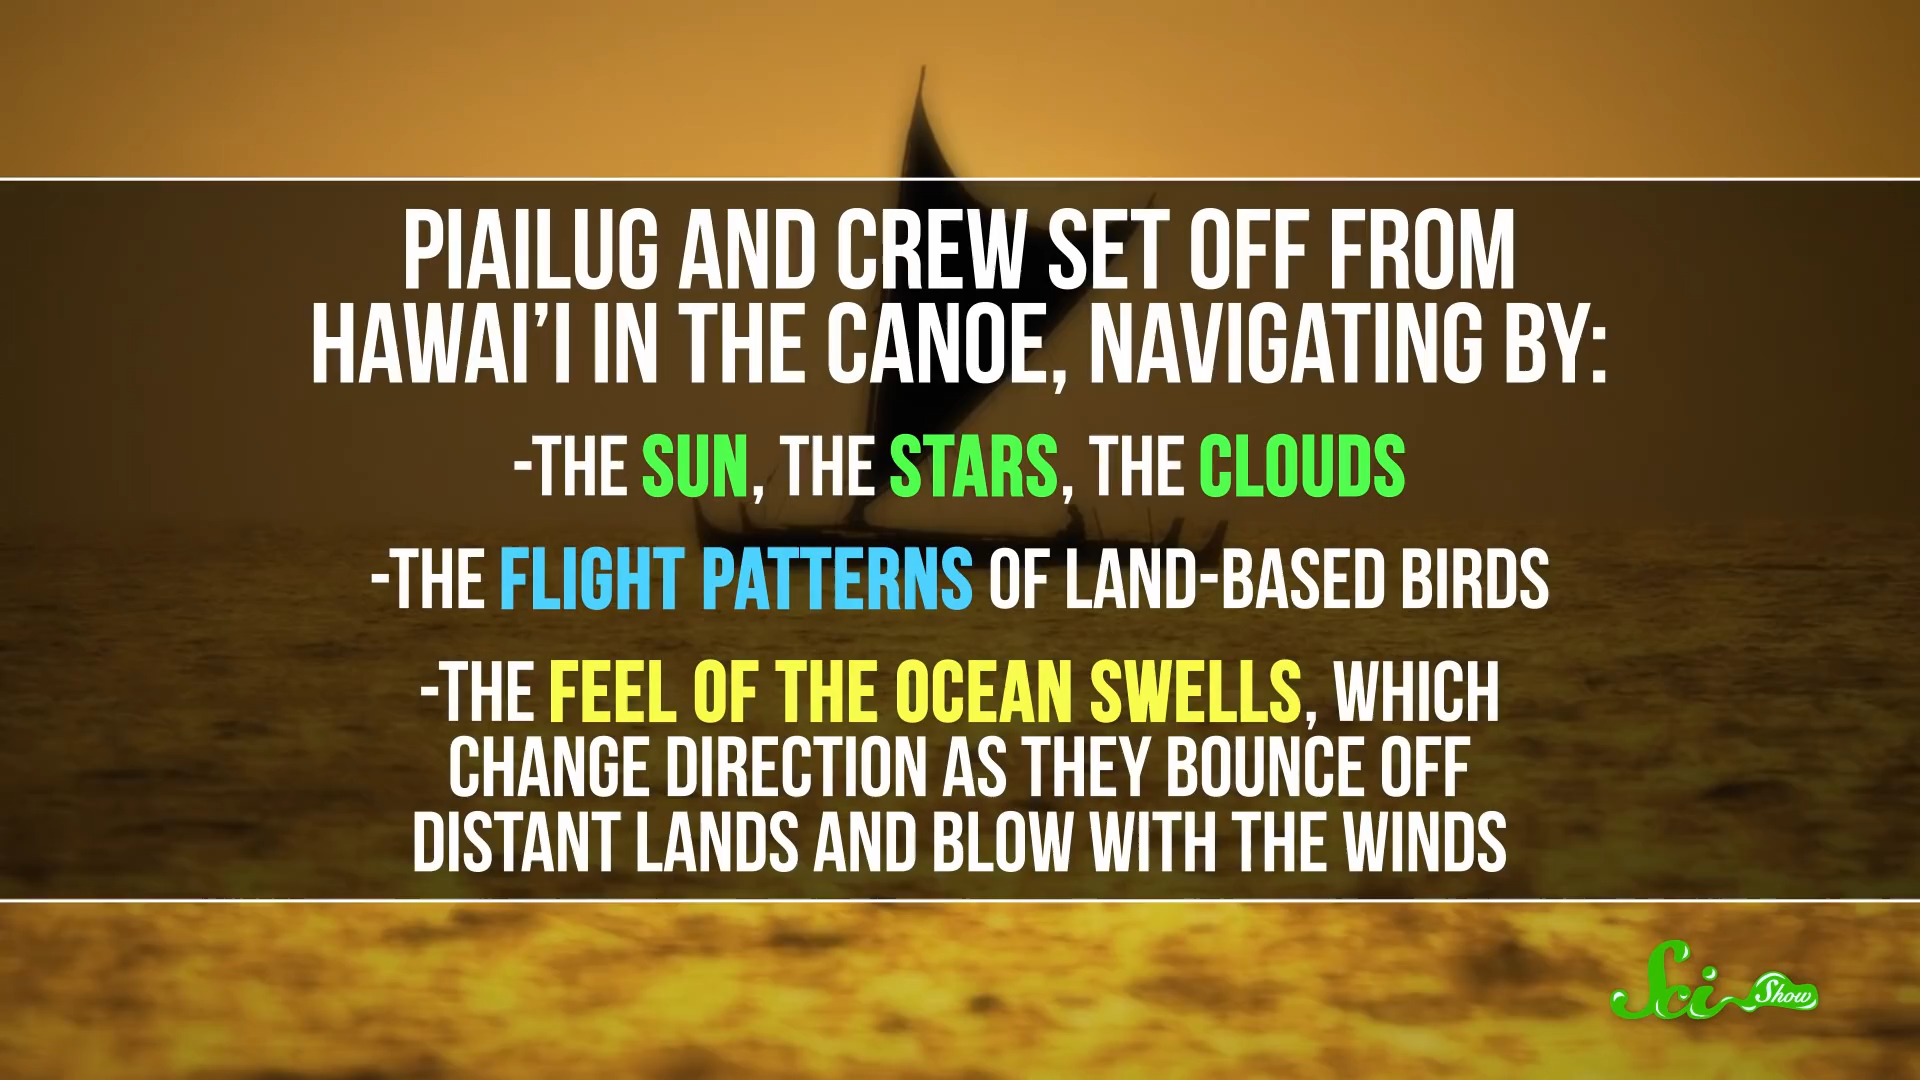 PIAILUG AND CREW SET OFF FROM
HAWAI’I IN THE CANOE, NAVIGATING BY:
-THE SUN, THE STARS, THE CLOUDS
-THE FLIGHT PATTERNS OF LAND-BASED BIRDS
-THE FEEL OF THE OCEAN SWELLS, WHICH
CHANGE DIRECTION AS THEY BOUNCE OFF
DISTANT LANDS AND BLOW WITH THE WINDS
Sci Show